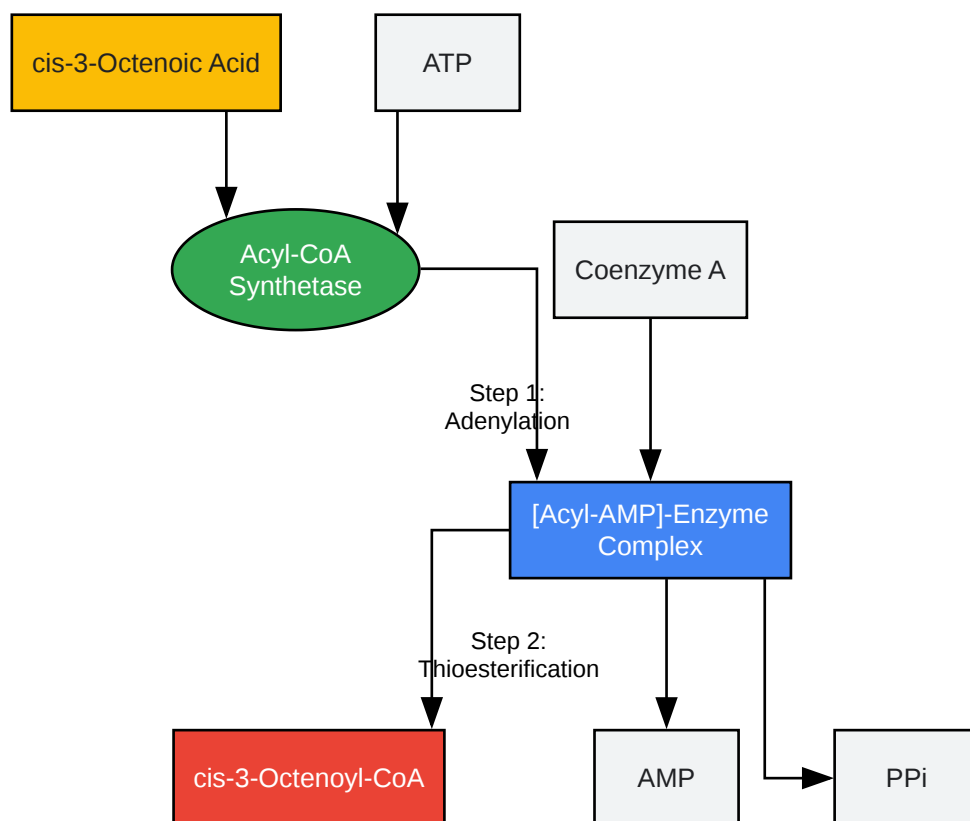 cis-3-Octenoic Acid
ATP
Acyl-CoA
Synthetase
Coenzyme A
Step 1:
Adenylation
[Acyl-AMP]-Enzyme
Complex
Step 2:
Thioesterification
cis-3-Octenoyl-CoA
AMP
PPi